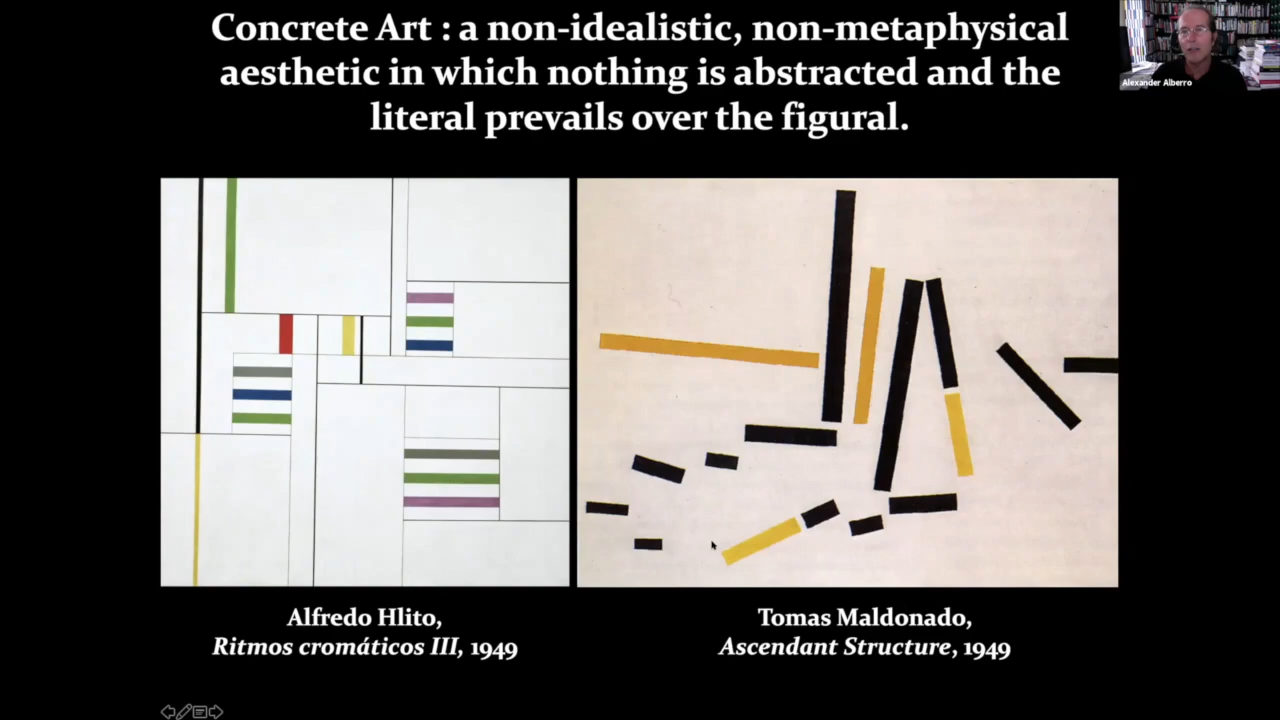 Concrete Art : a non-idealistic, non-metaphysical
aesthetic in which nothing is abstracted and the
literal prevails over the figural.
Alexander Alberro
Alfredo Hlito,
Ritmos cromáticos III, 1949
Tomas Maldonado,
Ascendant Structure, 1949